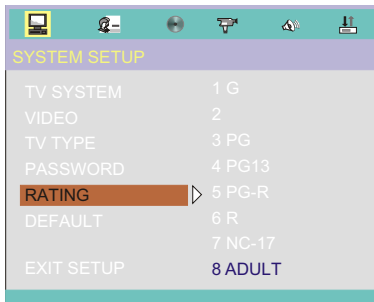 SYSTEM SETUP
TV SYSTEM
VIDEO
TV TYPE
PASSWORD
RATING
DEFAULT
EXIT SETUP
1 G
2
3 PG
4 PG13
5 PG-R
6 R
7 NC-17
8 ADULT